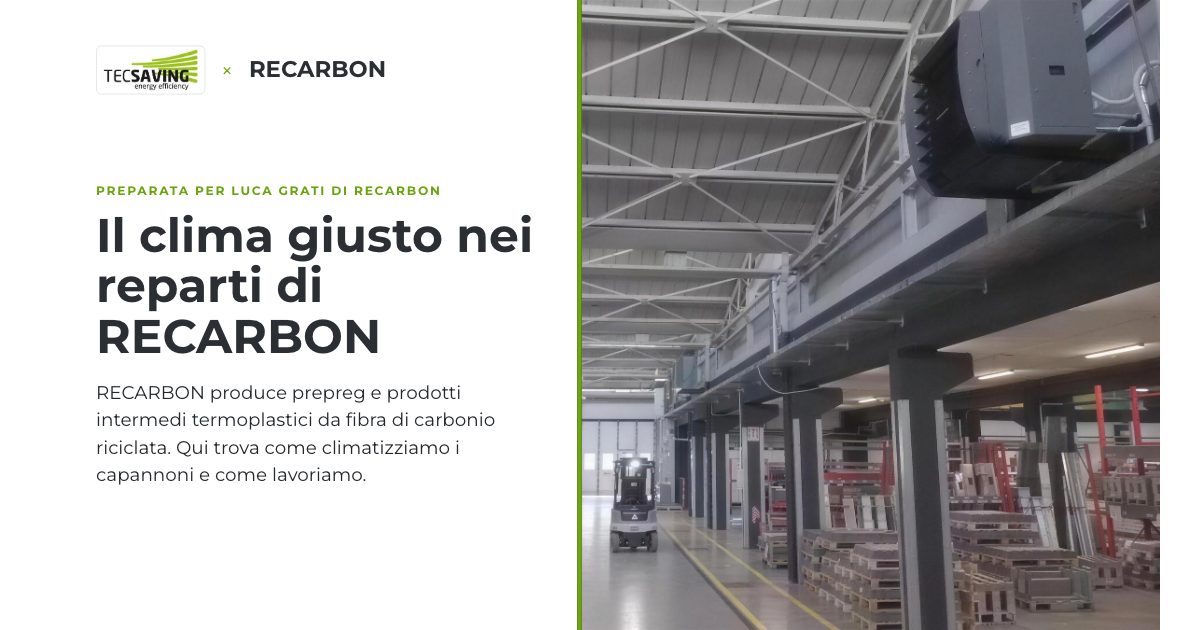 TECSAVING
energy efficiency
× RECARBON
PREPARATA PER LUCA GRATI DI RECARBON
Il clima giusto nei
reparti di
RECARBON
RECARBON produce prepreg e prodotti
intermedi termoplastici da fibra di carbonio
riciclata. Qui trova come climatizziamo i
capannoni e come lavoriamo.